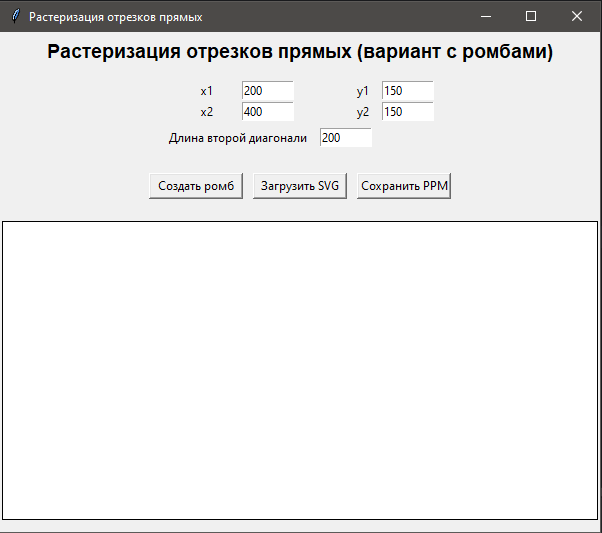 Растеризация отрезков прямых
Растеризация отрезков прямых (вариант с ромбами)
x1 200 y1 150
x2 400 y2 150
Длина второй диагонали 200
Создать ромб Загрузить SVG Сохранить PPM